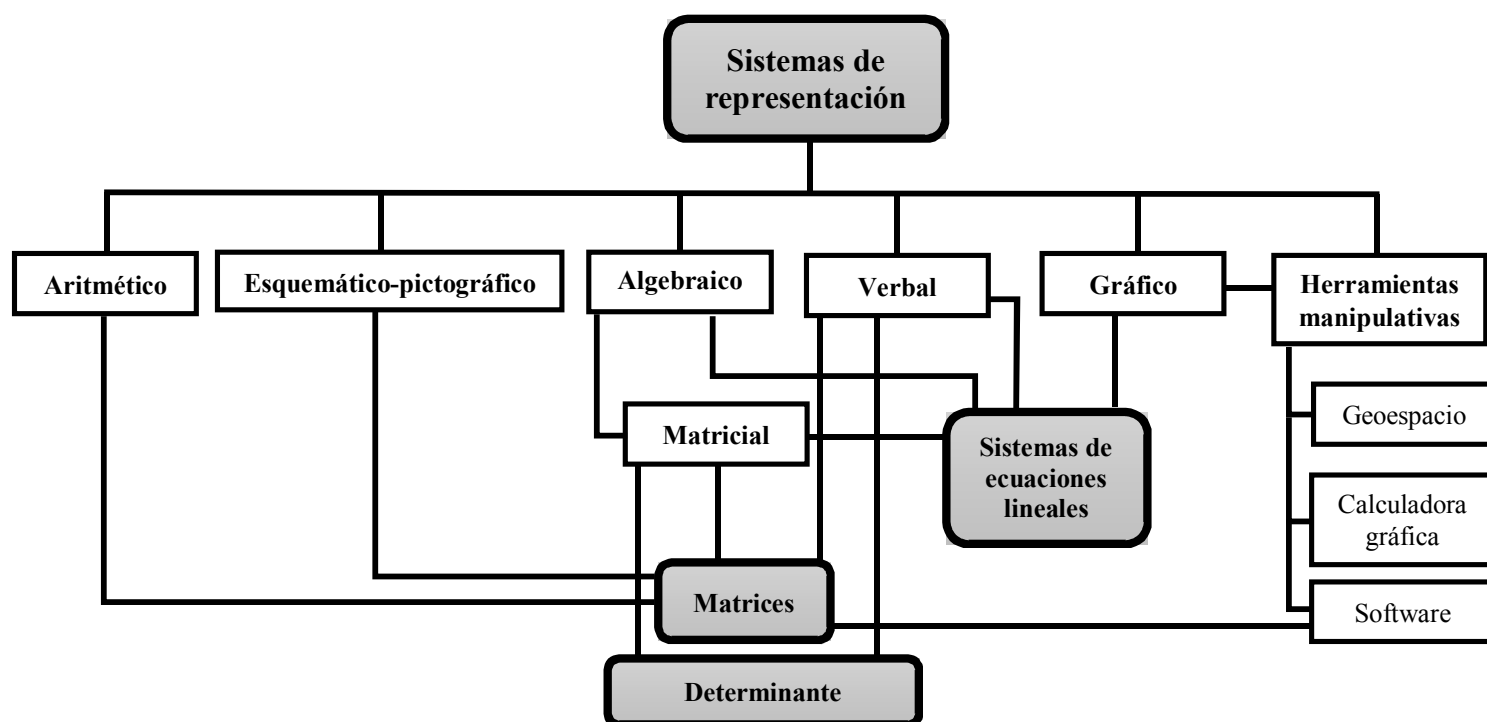 Sistemas de
representación
Aritmético
Esquemático-pictográfico
Algebraico
Verbal
Gráfico
Herramientas
manipulativas
Matricial
Sistemas de
ecuaciones
lineales
Geoespacio
Calculadora
gráfica
Matrices
Software
Determinante